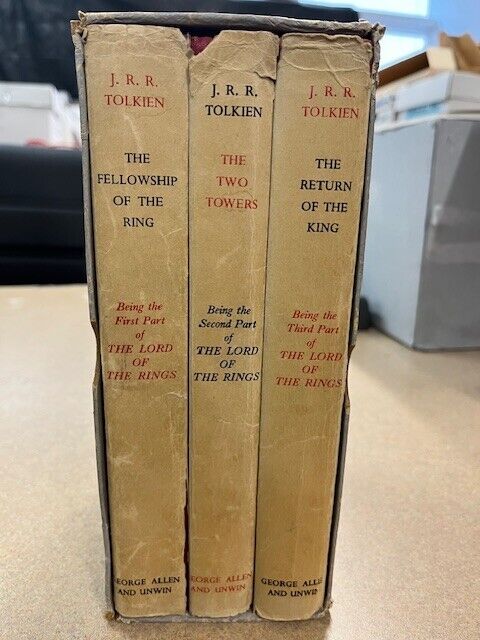 J. R. R.
TOLKIEN
THE
FELLOWSHIP
OF THE
RING
Being the
First Part
of
THE LORD
OF
THE RINGS
GEORGE ALLEN
AND UNWIN
J. R. R.
TOLKIEN
THE
TWO
TOWERS
Being the
Second Part
of
THE LORD
OF
THE RINGS
GEORGE ALLEN
AND UNWIN
J. R. R.
TOLKIEN
THE
RETURN
OF THE
KING
Being the
Third Part
of
THE LORD
OF
THE RINGS
GEORGE ALLE
AND UNWIN